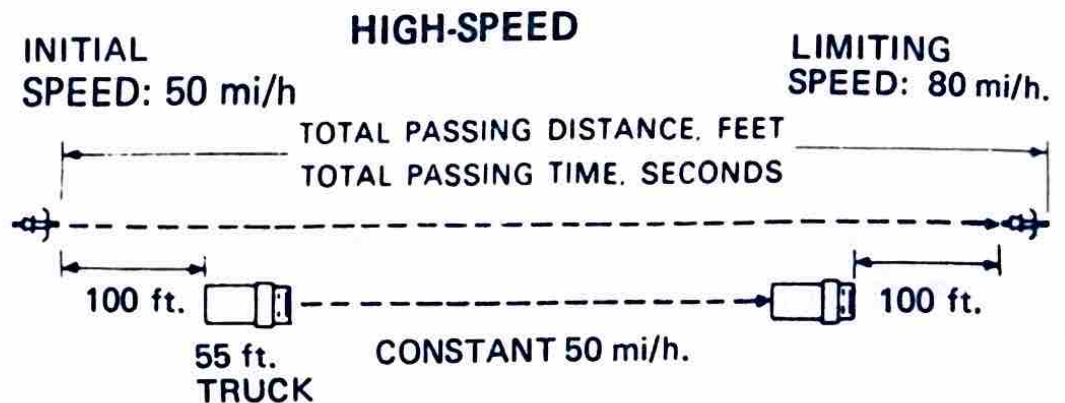 HIGH-SPEED
INITIAL
SPEED: 50 mi/h
LIMITING
SPEED: 80 mi/h.
TOTAL PASSING DISTANCE, FEET
TOTAL PASSING TIME, SECONDS
100 ft.
100 ft.
55 ft.
TRUCK
CONSTANT 50 mi/h.